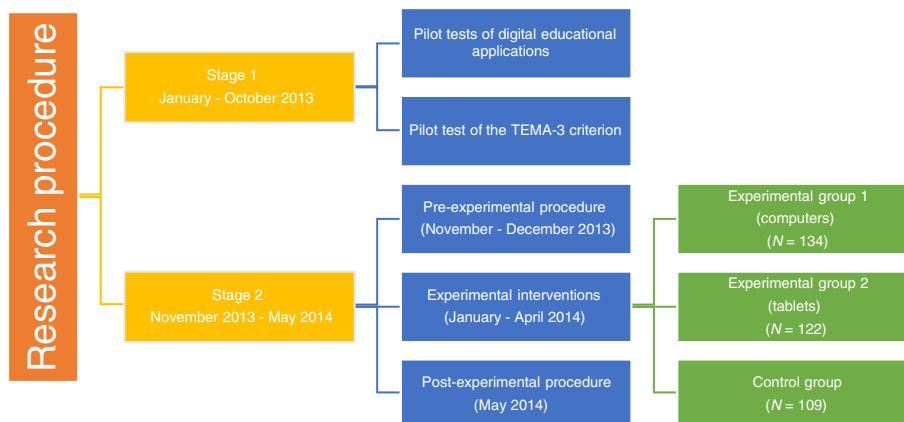 Research procedure
Stage 1
January - October 2013
Pilot tests of digital educational
applications
Pilot test of the TEMA-3 criterion
Stage 2
November 2013 - May 2014
Pre-experimental procedure
(November - December 2013)
Experimental interventions
(January - April 2014)
Post-experimental procedure
(May 2014)
Experimental group 1
(computers)
(N = 134)
Experimental group 2
(tablets)
(N = 122)
Control group
(N = 109)